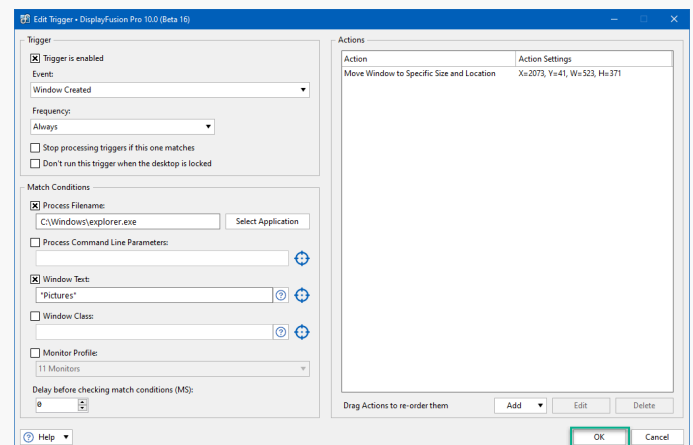 Edit Trigger • DisplayFusion Pro 10.0 (Beta 16)
Trigger
Trigger is enabled
Event:
Window Created
Frequency:
Always
Stop processing triggers if this one matches
Don't run this trigger when the desktop is locked
Match Conditions
Process Filename:
C:\Windows\explorer.exe
Select Application
Process Command Line Parameters:
Window Text:
"Pictures"
Window Class:
Monitor Profile:
11 Monitors
Delay before checking match conditions (MS):
0
Help
Actions
Action Action Settings
Move Window to Specific Size and Location X=2073, Y=41, W=523, H=371
Drag Actions to re-order them Add Edit Delete
OK Cancel